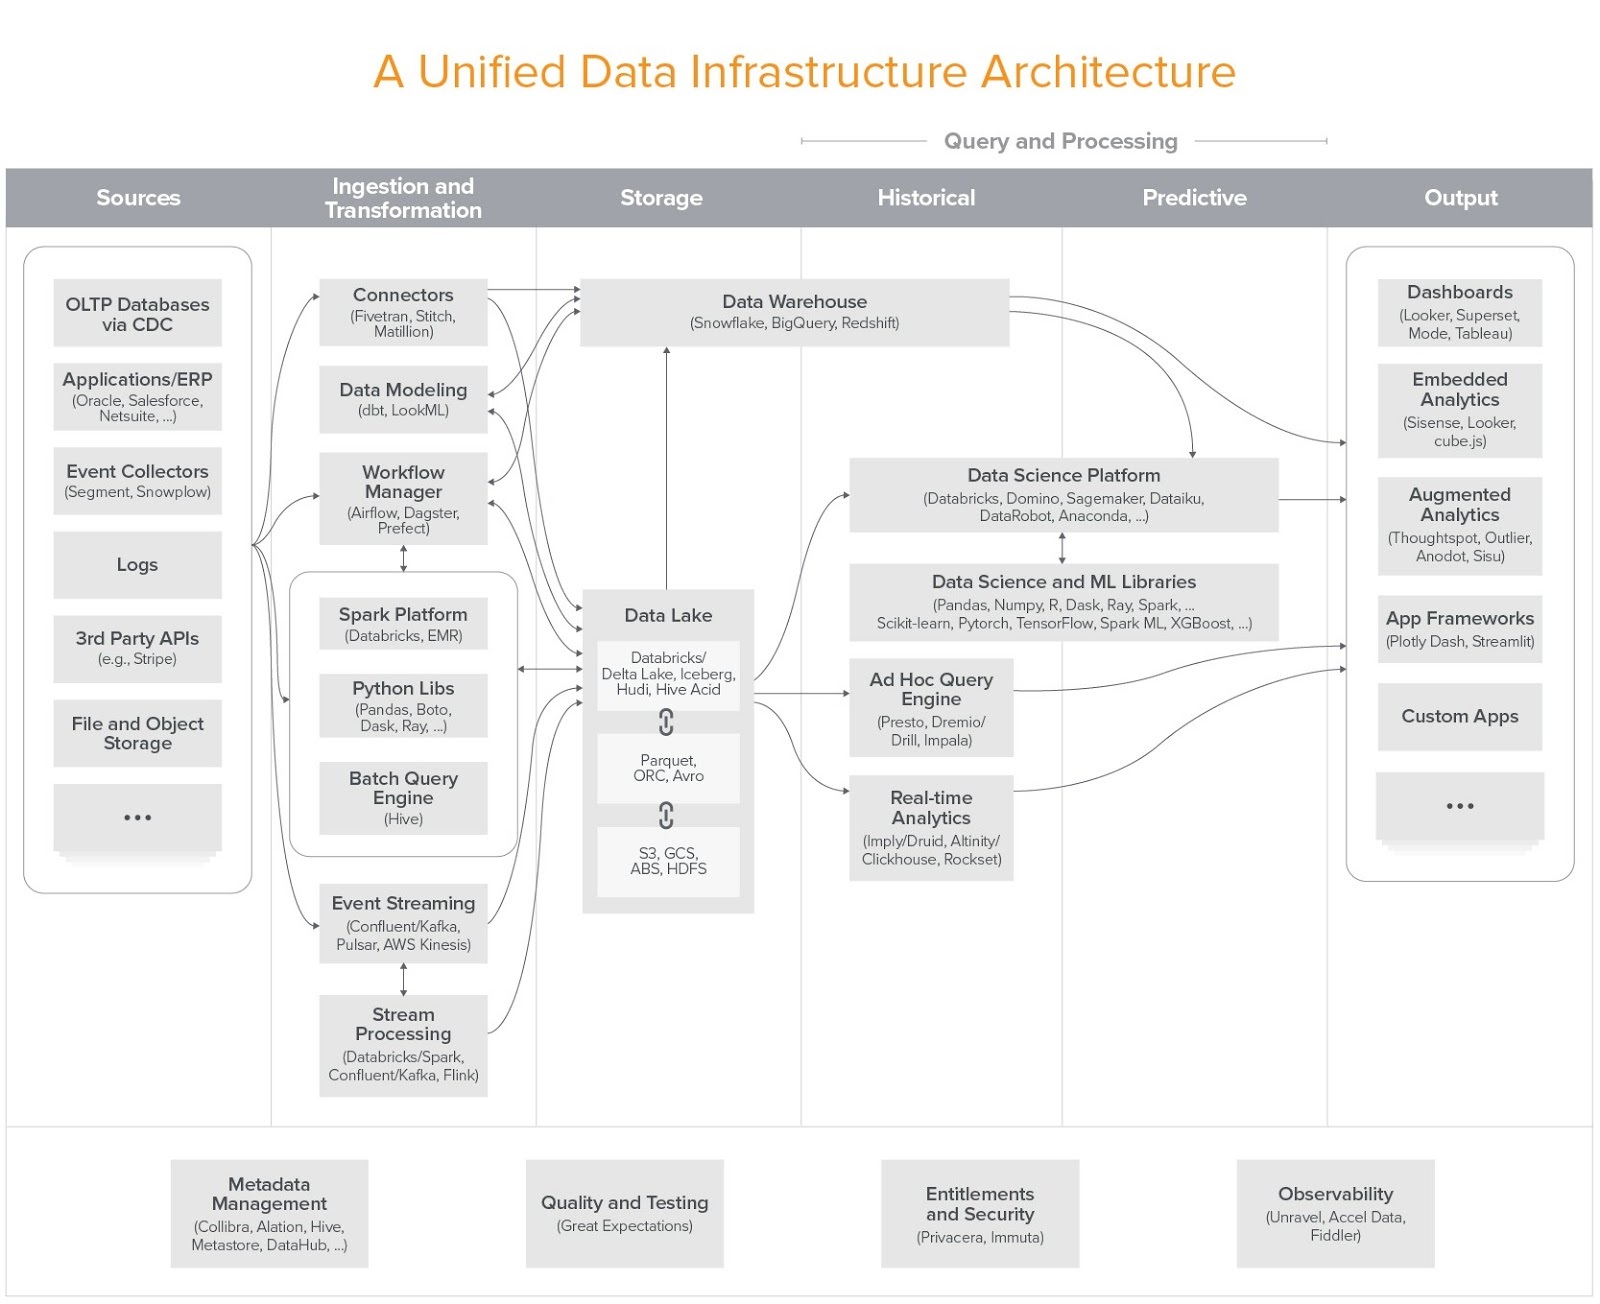 A Unified Data Infrastructure Architecture
Query and Processing
Sources
Ingestion and
Transformation
Storage
Historical
Predictive
Output
OLTP Databases
via CDC
Applications/ERP
(Oracle, Salesforce,
Netsuite, ...)
Event Collectors
(Segment, Snowplow)
Logs
3rd Party APIs
(e.g., Stripe)
File and Object
Storage
...
Connectors
(Fivetran, Stitch,
Matillion)
Data Modeling
(dbt, LookML)
Workflow
Manager
(Airflow, Dagster,
Prefect)
Spark Platform
(Databricks, EMR)
Python Libs
(Pandas, Boto,
Dask, Ray, ...)
Batch Query
Engine
(Hive)
Event Streaming
(Confluent/Kafka,
Pulsar, AWS Kinesis)
Stream
Processing
(Databricks/Spark,
Confluent/Kafka, Flink)
Data Warehouse
(Snowflake, BigQuery, Redshift)
Data Lake
Databricks/
Delta Lake, Iceberg,
Hudi, Hive Acid
Parquet,
ORC, Avro
S3, GCS,
ABS, HDFS
Data Science Platform
(Databricks, Domino, Sagemaker, Dataiku,
DataRobot, Anaconda, ...)
Data Science and ML Libraries
(Pandas, Numpy, R, Dask, Ray, Spark, ...
Scikit-learn, Pytorch, TensorFlow, Spark ML, XGBoost, ...)
Ad Hoc Query
Engine
(Presto, Dremio/
Drill, Impala)
Real-time
Analytics
(Imply/Druid, Altinity/
Clickhouse, Rockset)
Dashboards
(Looker, Superset,
Mode, Tableau)
Embedded
Analytics
(Sisense, Looker,
cube.js)
Augmented
Analytics
(Thoughtspot, Outlier,
Anodot, Sisu)
App Frameworks
(Plotly Dash, Streamlit)
Custom Apps
...
Metadata
Management
(Collibra, Alation, Hive,
Metastore, DataHub, ...)
Quality and Testing
(Great Expectations)
Entitlements
and Security
(Privacera, Immuta)
Observability
(Unravel, Accel Data,
Fiddler)